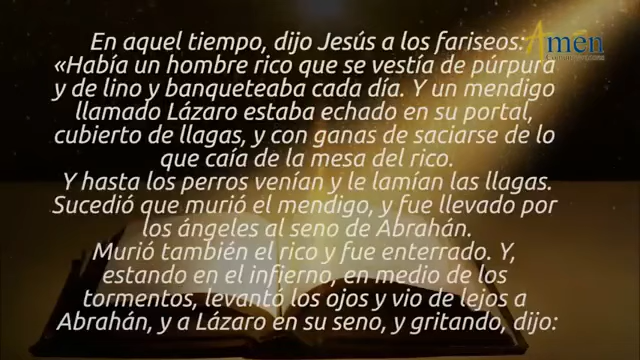 En aquel tiempo, dijo Jesús a los fariseos:
Amén
«Había un hombre rico que se vestía de púrpura
y de lino y banqueteaba cada día. Y un mendigo
llamado Lázaro estaba echado en su portal,
cubierto de llagas, y con ganas de saciarse de lo
que caía de la mesa del rico.
Y hasta los perros venían y le lamían las llagas.
Sucedió que murió el mendigo, y fue llevado por
los ángeles al seno de Abrahán.
Murió también el rico y fue enterrado. Y,
estando en el infierno, en medio de los
tormentos, levantó los ojos y vio de lejos a
Abrahán, y a Lázaro en su seno, y gritando, dijo: